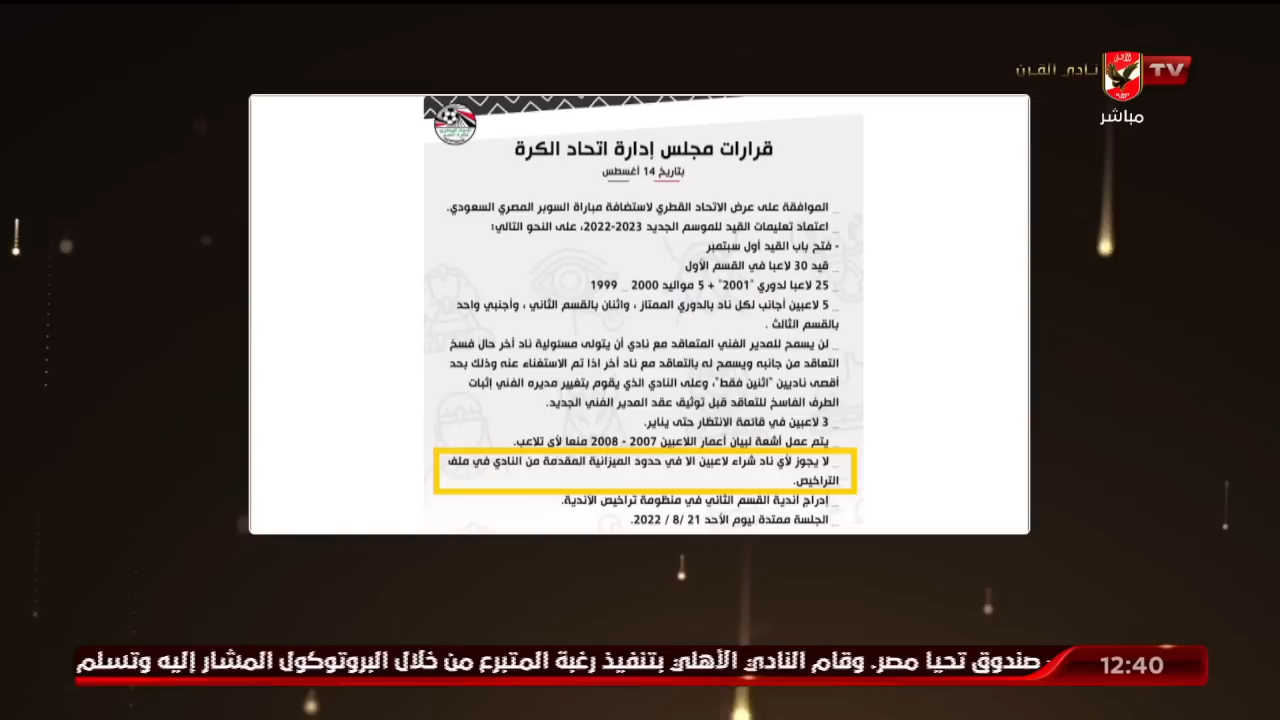 نادي القرن
TV
مباشر
قرارات مجلس إدارة اتحاد الكرة
بتاريخ 14 أغسطس
_ الموافقة على عرض الاتحاد القطري لاستضافة مباراة السوبر المصري السعودي.
_ اعتماد تعليمات القيد للموسم الجديد 2023-2022، على النحو التالي:
- فتح باب القيد أول سبتمبر
_ قيد 30 لاعبا في القسم الأول
_ 25 لاعبا لدوري "2001" + 5 مواليد 2000 _ 1999
_ 5 لاعبين أجانب لكل ناد بالدوري الممتاز ، واثنان بالقسم الثاني ، وأجنبي واحد
بالقسم الثالث .
_ لن يسمح للمدير الفني المتعاقد مع نادي أن يتولى مسئولية ناد أخر حال فسخ
التعاقد من جانبه ويسمح له بالتعاقد مع ناد أخر اذا تم الاستغناء عنه وذلك بحد
أقصى ناديين "اثنين فقط"، وعلى النادي الذي يقوم بتغيير مديره الفني إثبات
الطرف الفاسخ للتعاقد قبل توثيق عقد المدير الفني الجديد.
_ 3 لاعبين في قائمة الانتظار حتى يناير.
_ يتم عمل أشعة لبيان أعمار اللاعبين 2007 - 2008 منعا لأي تلاعب.
_ لا يجوز لأي ناد شراء لاعبين الا في حدود الميزانية المقدمة من النادي في ملف
التراخيص.
_ إدراج أندية القسم الثاني في منظومة تراخيص الأندية.
_ الجلسة ممتدة ليوم الأحد 21 /8 / 2022.
صندوق تحيا مصر. وقام النادي الأهلي بتنفيذ رغبة المتبرع من خلال البروتوكول المشار إليه وتسلم
12:40